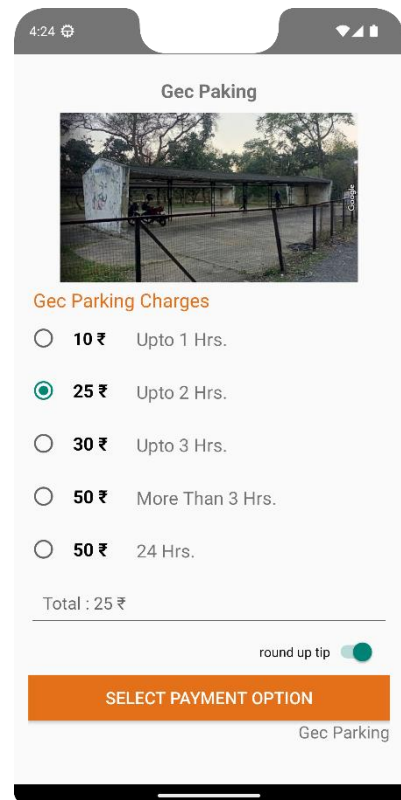 4:24
Gec Paking
Google
Gec Parking Charges
10 ₹ Upto 1 Hrs.
25 ₹ Upto 2 Hrs.
30 ₹ Upto 3 Hrs.
50 ₹ More Than 3 Hrs.
50 ₹ 24 Hrs.
Total : 25 ₹
round up tip
SELECT PAYMENT OPTION
Gec Parking